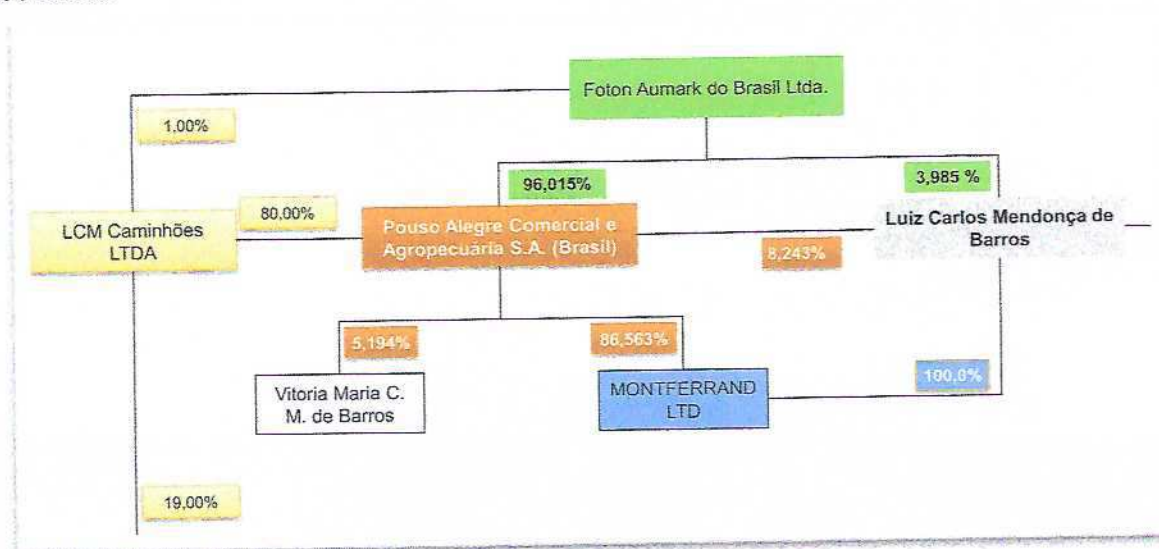 Foton Aumark do Brasil Ltda.
1,00%
96,015%
3,985 %
LCM Caminhões
LTDA
80,00%
Pouso Alegre Comercial e
Agropecuária S.A. (Brasil)
8,243%
Luiz Carlos Mendonça de
Barros
5,194%
86,563%
100,0%
Vitoria Maria C.
M. de Barros
MONTFERRAND
LTD
19,00%